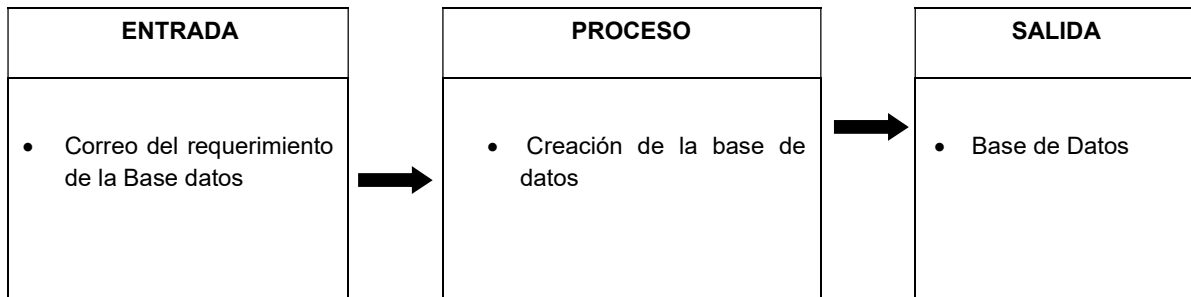 ENTRADA
PROCESO
SALIDA
• Correo del requerimiento
de la Base datos
• Creación de la base de
datos
• Base de Datos